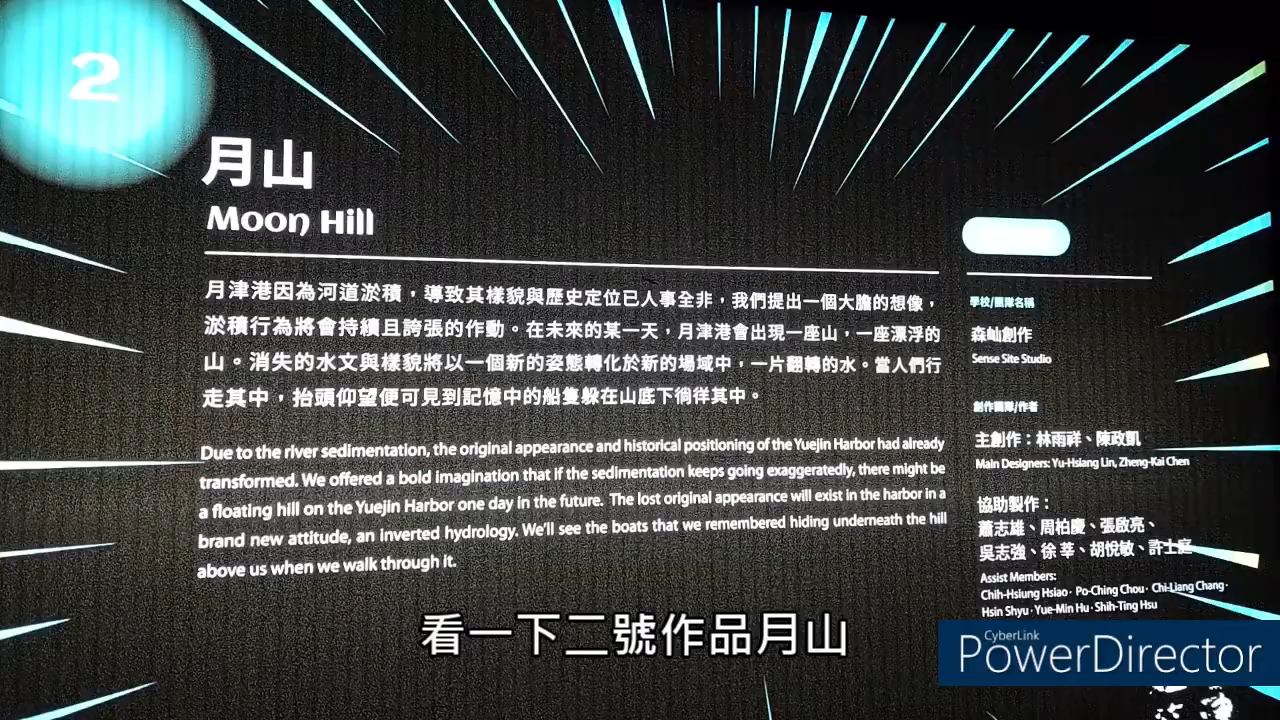 2
月山
Moon Hill
月津港因為河道淤積，導致其樣貌與歷史定位已人事全非，我們提出一個大膽的想像，
淤積行為將會持續且誇張的作動。在未來的某一天，月津港會出現一座山，一座漂浮的
山。消失的水文與樣貌將以一個新的姿態轉化於新的場域中，一片翻轉的水。當人們行
走其中，抬頭仰望便可見到記憶中的船隻躲在山底下徜徉其中。
Due to the river sedimentation, the original appearance and historical positioning of the Yuejin Harbor had already
transformed. We offered a bold imagination that if the sedimentation keeps going exaggeratedly, there might be
a floating hill on the Yuejin Harbor one day in the future. The lost original appearance will exist in the harbor in a
brand new attitude, an inverted hydrology. We'll see the boats that we remembered hiding underneath the hill
above us when we walk through it.
學校/團隊名稱
森屾創作
Sense Site Studio
創作團隊/作者
主創作：林雨祥、陳政凱
Main Designers: Yu-Hsiang Lin, Zheng-Kai Chen
協助製作：
蕭志雄、周柏慶、張啟亮、
吳志強、徐莘、胡悅敏、許士庭
Assist Members:
Chih-Hsiung Hsiao · Po-Ching Chou · Chi-Liang Chang ·
Hsin Shyu · Yue-Min Hu · Shih-Ting Hsu
看一下二號作品月山
CyberLink
PowerDirector